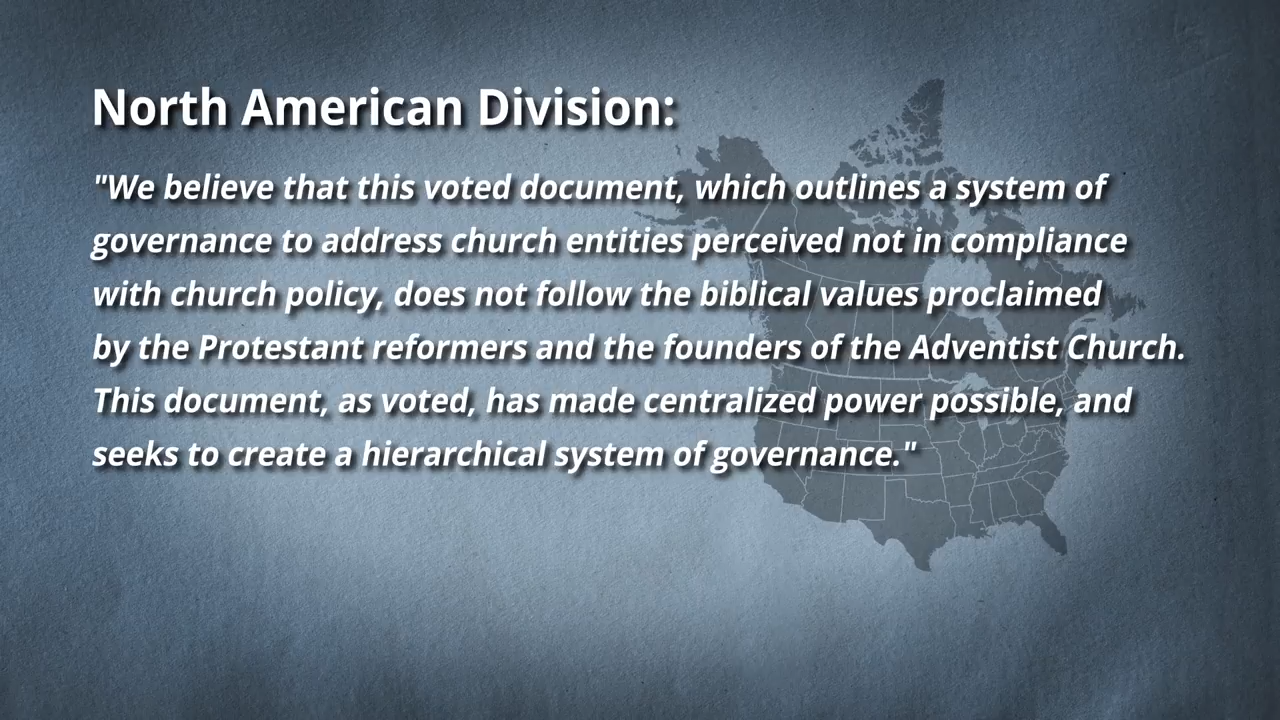 North American Division:
"We believe that this voted document, which outlines a system of
governance to address church entities perceived not in compliance
with church policy, does not follow the biblical values proclaimed
by the Protestant reformers and the founders of the Adventist Church.
This document, as voted, has made centralized power possible, and
seeks to create a hierarchical system of governance."